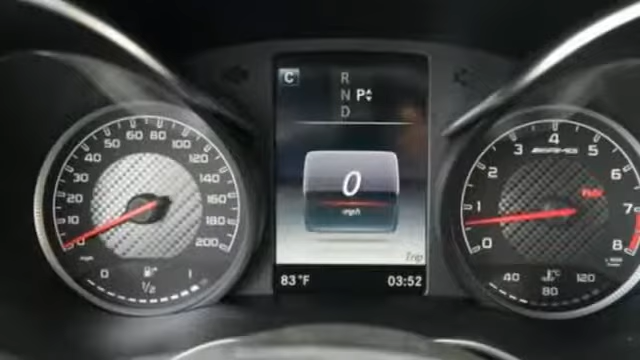 C
R
N P
D
0
mph
Trip
83°F 03:52
0 10 20 30 40 50 60 80 100 120 140 160 180 200
mph
0 1/2 1
0 1 2 3 4 5 6 7 8
AMG
40 80 120
°C